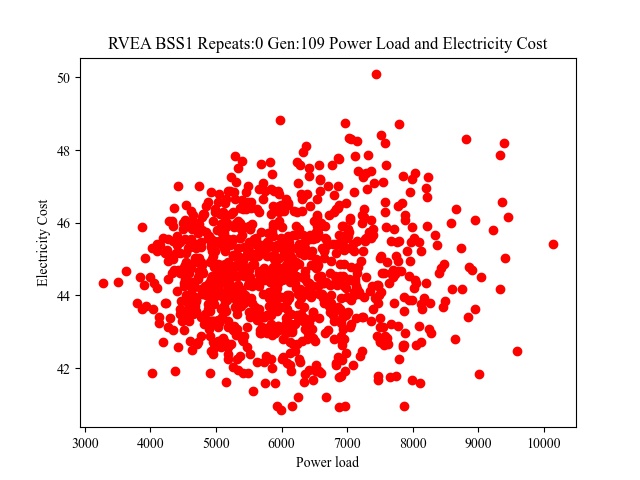 RVEA BSS1 Repeats:0 Gen:109 Power Load and Electricity Cost
50
48
46
44
42
Electricity Cost
3000 4000 5000 6000 7000 8000 9000 10000
Power load